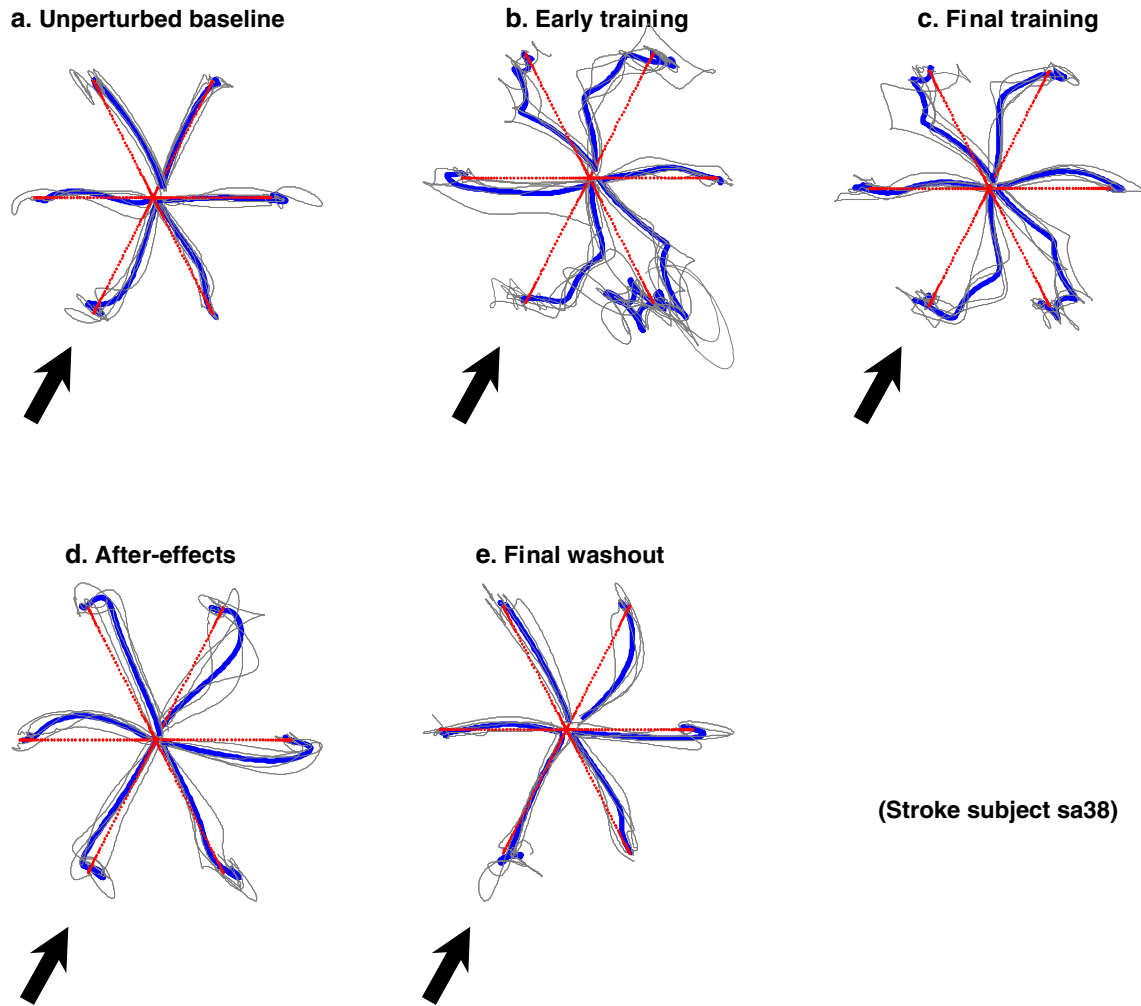 a. Unperturbed baseline
b. Early training
c. Final training
d. After-effects
e. Final washout
(Stroke subject sa38)